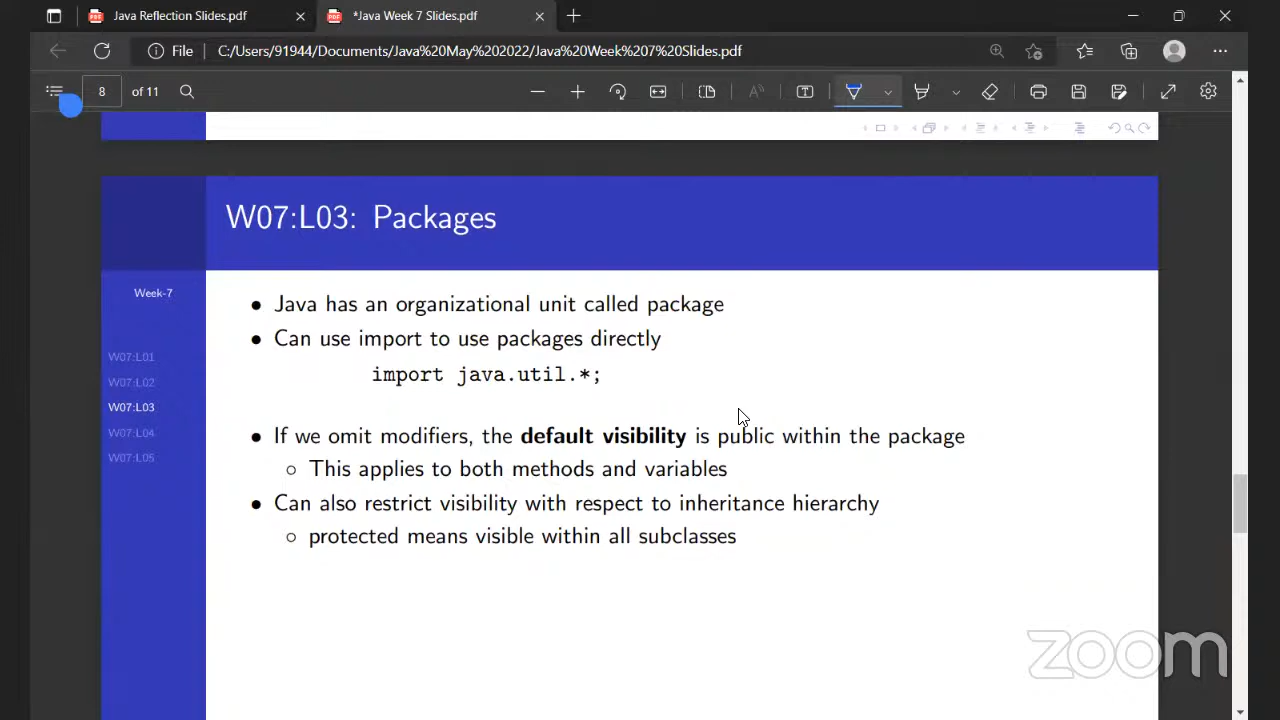 Java Reflection Slides.pdf
*Java Week 7 Slides.pdf
File
C:/Users/91944/Documents/Java%20May%202022/Java%20Week%207%20Slides.pdf
8 of 11
W07:L03: Packages
Week-7
W07:L01
W07:L02
W07:L03
W07:L04
W07:L05
• Java has an organizational unit called package
• Can use import to use packages directly
import java.util.*;
• If we omit modifiers, the default visibility is public within the package
○ This applies to both methods and variables
• Can also restrict visibility with respect to inheritance hierarchy
○ protected means visible within all subclasses
zoom